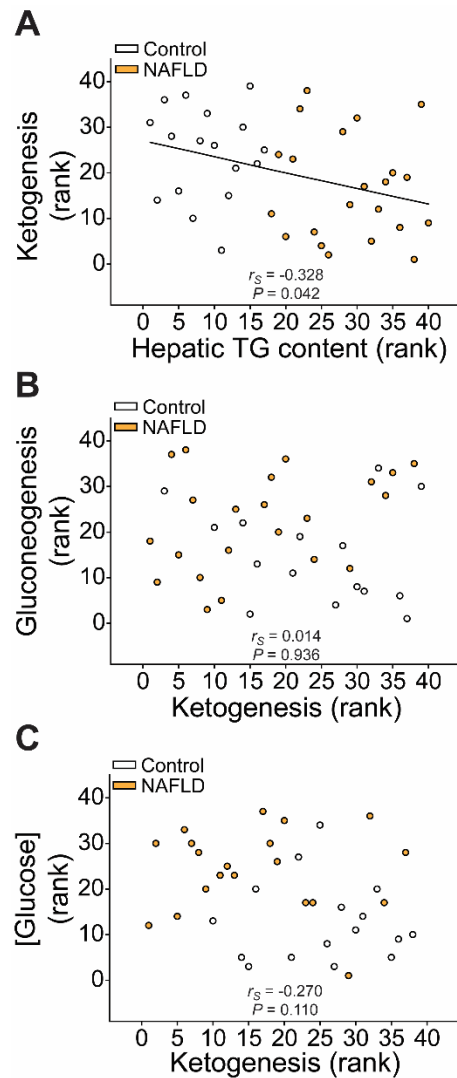 A
Control
NAFLD
Ketogenesis
(rank)
40
30
20
10
0
r_S = -0.328
P = 0.042
0 5 10 15 20 25 30 35 40
Hepatic TG content (rank)
B
Control
NAFLD
Gluconeogenesis
(rank)
40
30
20
10
0
r_S = 0.014
P = 0.936
0 5 10 15 20 25 30 35 40
Ketogenesis (rank)
C
Control
NAFLD
[Glucose]
(rank)
40
30
20
10
0
r_S = -0.270
P = 0.110
0 5 10 15 20 25 30 35 40
Ketogenesis (rank)